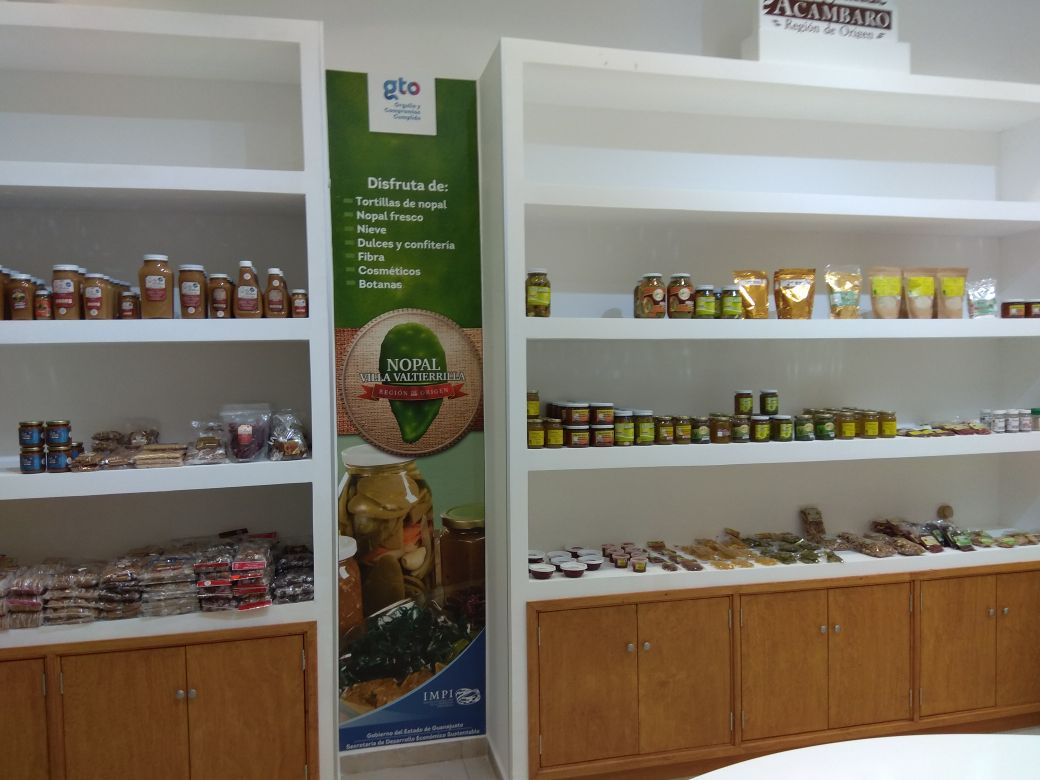 ACAMBARO
Región de Origen
gto
Orgullo y
Compromiso
Cumplido
Disfruta de:
Tortillas de nopal
Nopal fresco
Nieve
Dulces y confitería
Fibra
Cosméticos
Botanas
NOPAL
VILLA VALTIERRILLA
REGIÓN DE ORIGEN
IMPI
Gobierno del Estado de Guanajuato
Secretaría de Desarrollo Económico Sustentable